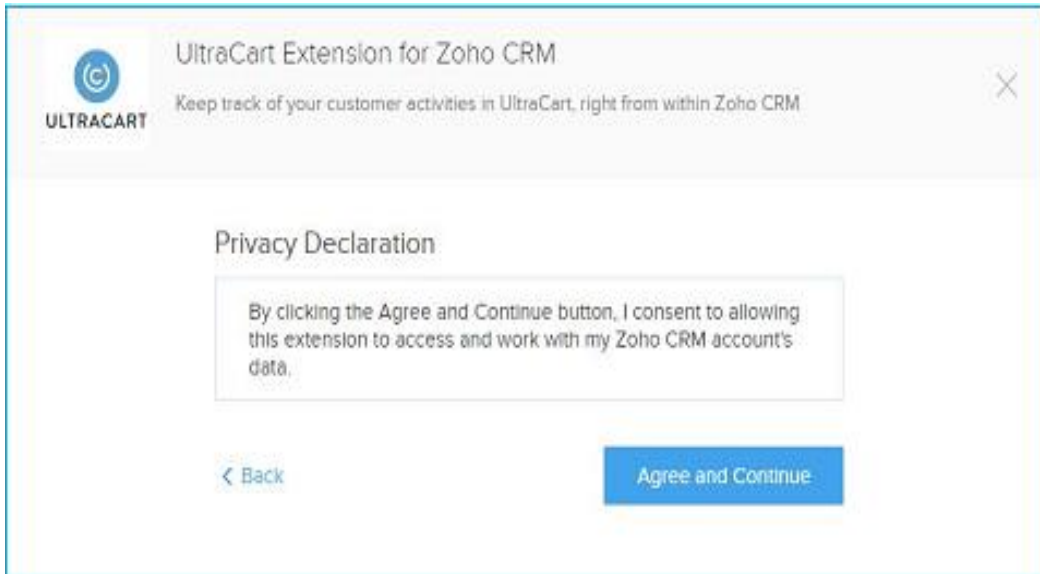 UltraCart Extension for Zoho CRM
Keep track of your customer activities in UltraCart, right from within Zoho CRM
(C)
ULTRACART
Privacy Declaration
By clicking the Agree and Continue button, I consent to allowing
this extension to access and work with my Zoho CRM account's
data.
< Back
Agree and Continue